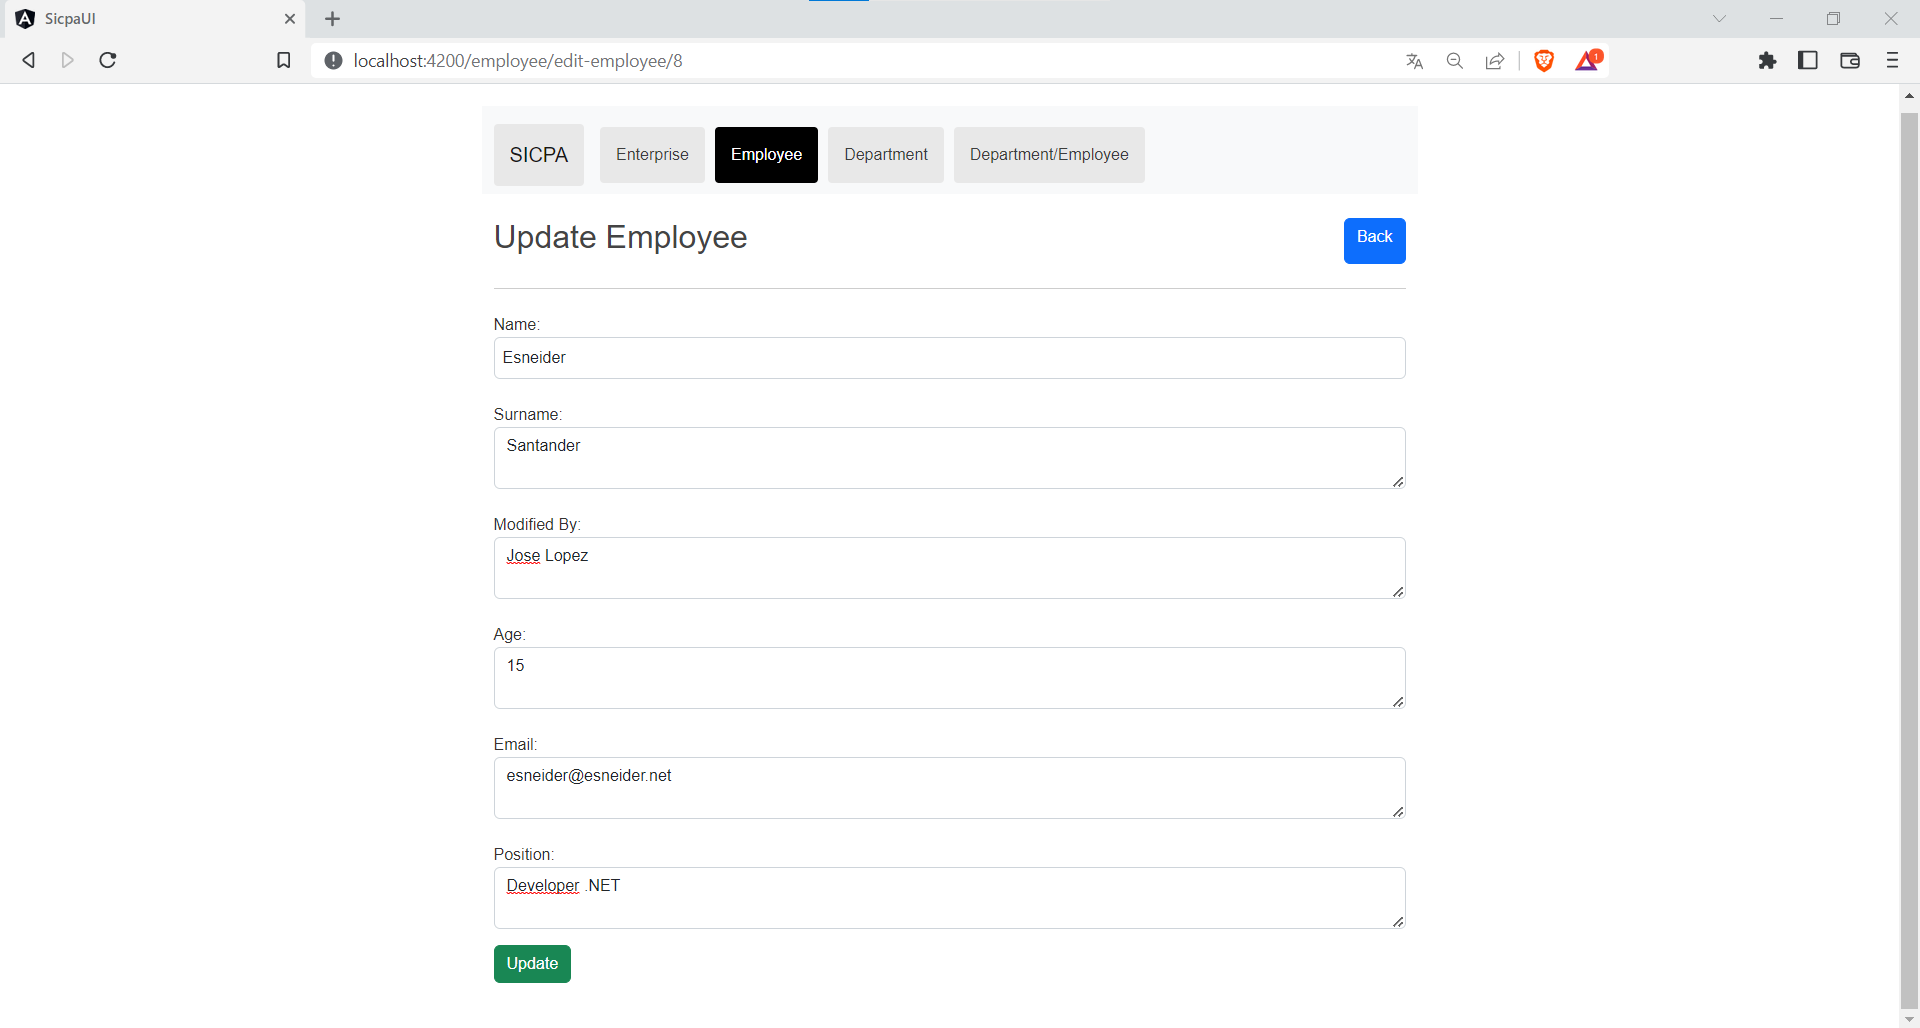 SicpaUI
localhost:4200/employee/edit-employee/8
1
SICPA Enterprise Employee Department Department/Employee
Update Employee
Back
Name:
Esneider
Surname:
Santander
Modified By:
Jose Lopez
Age:
15
Email:
esneider@esneider.net
Position:
Developer .NET
Update